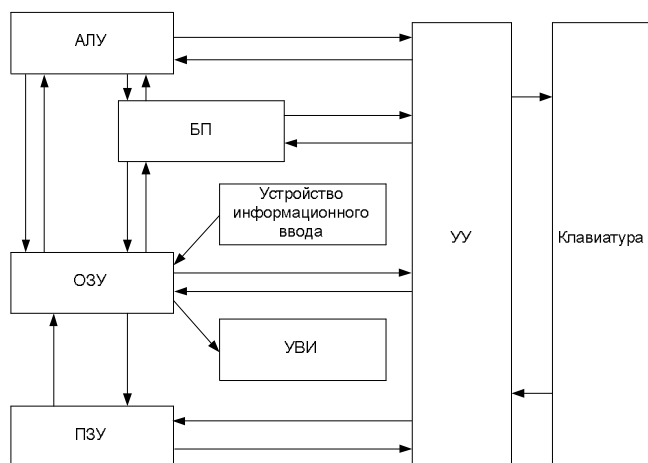 АЛУ
БП
Устройство
информационного
ввода
УУ
Клавиатура
ОЗУ
УВИ
ПЗУ